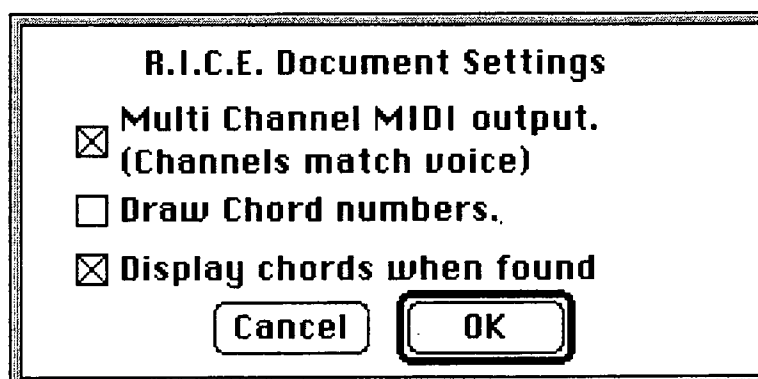 R.I.C.E. Document Settings
Multi Channel MIDI output.
(Channels match voice)
Draw Chord numbers.
Display chords when found
Cancel OK